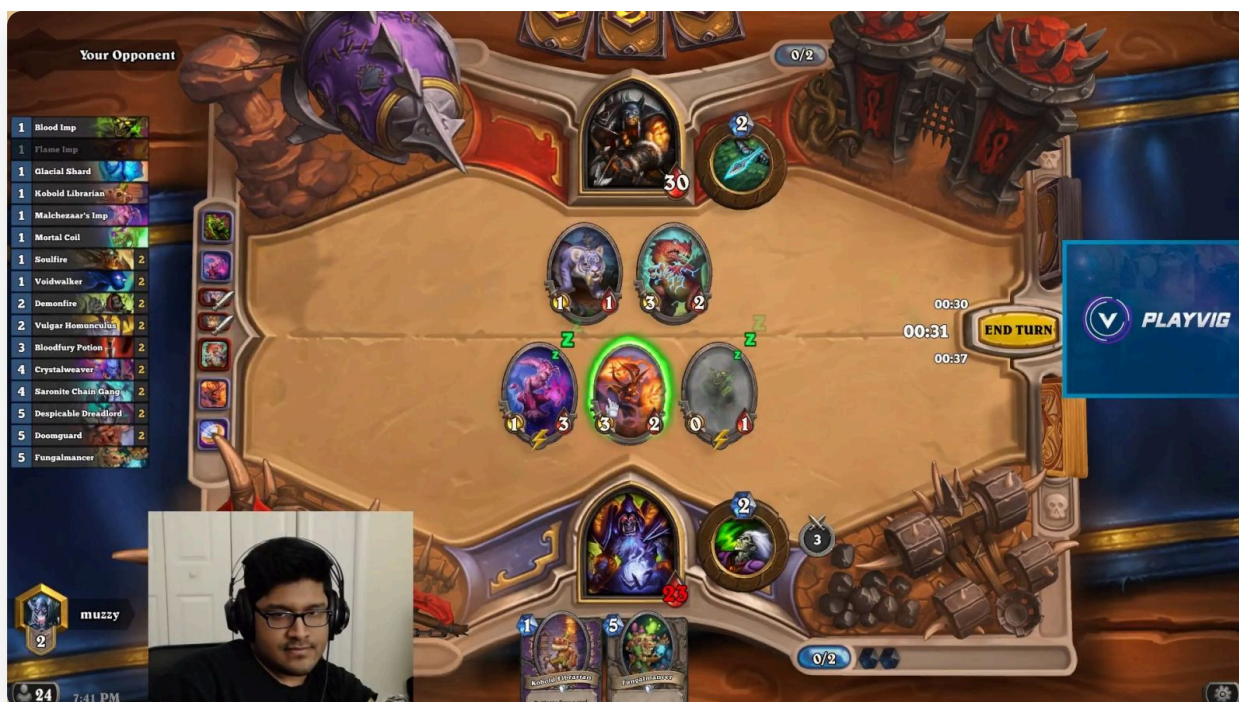 Your Opponent
0/2
1 Blood Imp
1 Flame Imp
1 Glacial Shard
1 Kobold Librarian
1 Malchezaar's Imp
1 Mortal Coil
1 Soulfire 2
1 Voidwalker 2
2 Demonfire 2
2 Vulgar Homunculus 2
3 Bloodfury Potion 2
4 Crystalweaver 2
4 Saronite Chain Gang 2
5 Despicable Dreadlord 2
5 Doomguard 2
5 Fungalmancer
2
30
1 1
3 2
00:30
00:31
END TURN
00:37
V PLAYVIG
z z
z z
1 3
3 2
0 1
2
3
23
muzzy
2
1
Kobold Librarian
5
Fungalmancer
0/2
24 7:41 PM